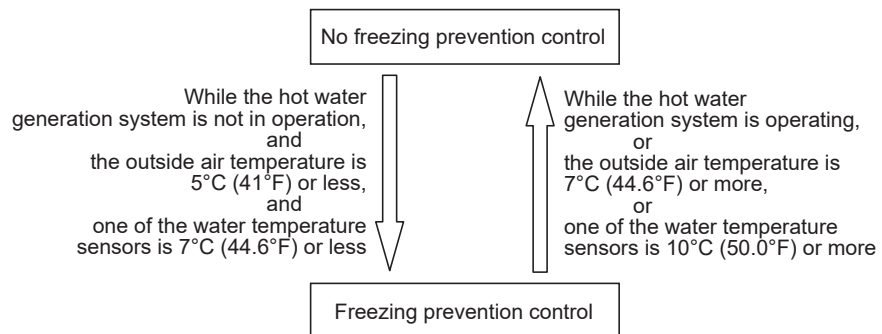 No freezing prevention control
While the hot water
generation system is not in operation,
and
the outside air temperature is
5°C (41°F) or less,
and
one of the water temperature
sensors is 7°C (44.6°F) or less
While the hot water
generation system is operating,
or
the outside air temperature is
7°C (44.6°F) or more,
or
one of the water temperature
sensors is 10°C (50.0°F) or more
Freezing prevention control